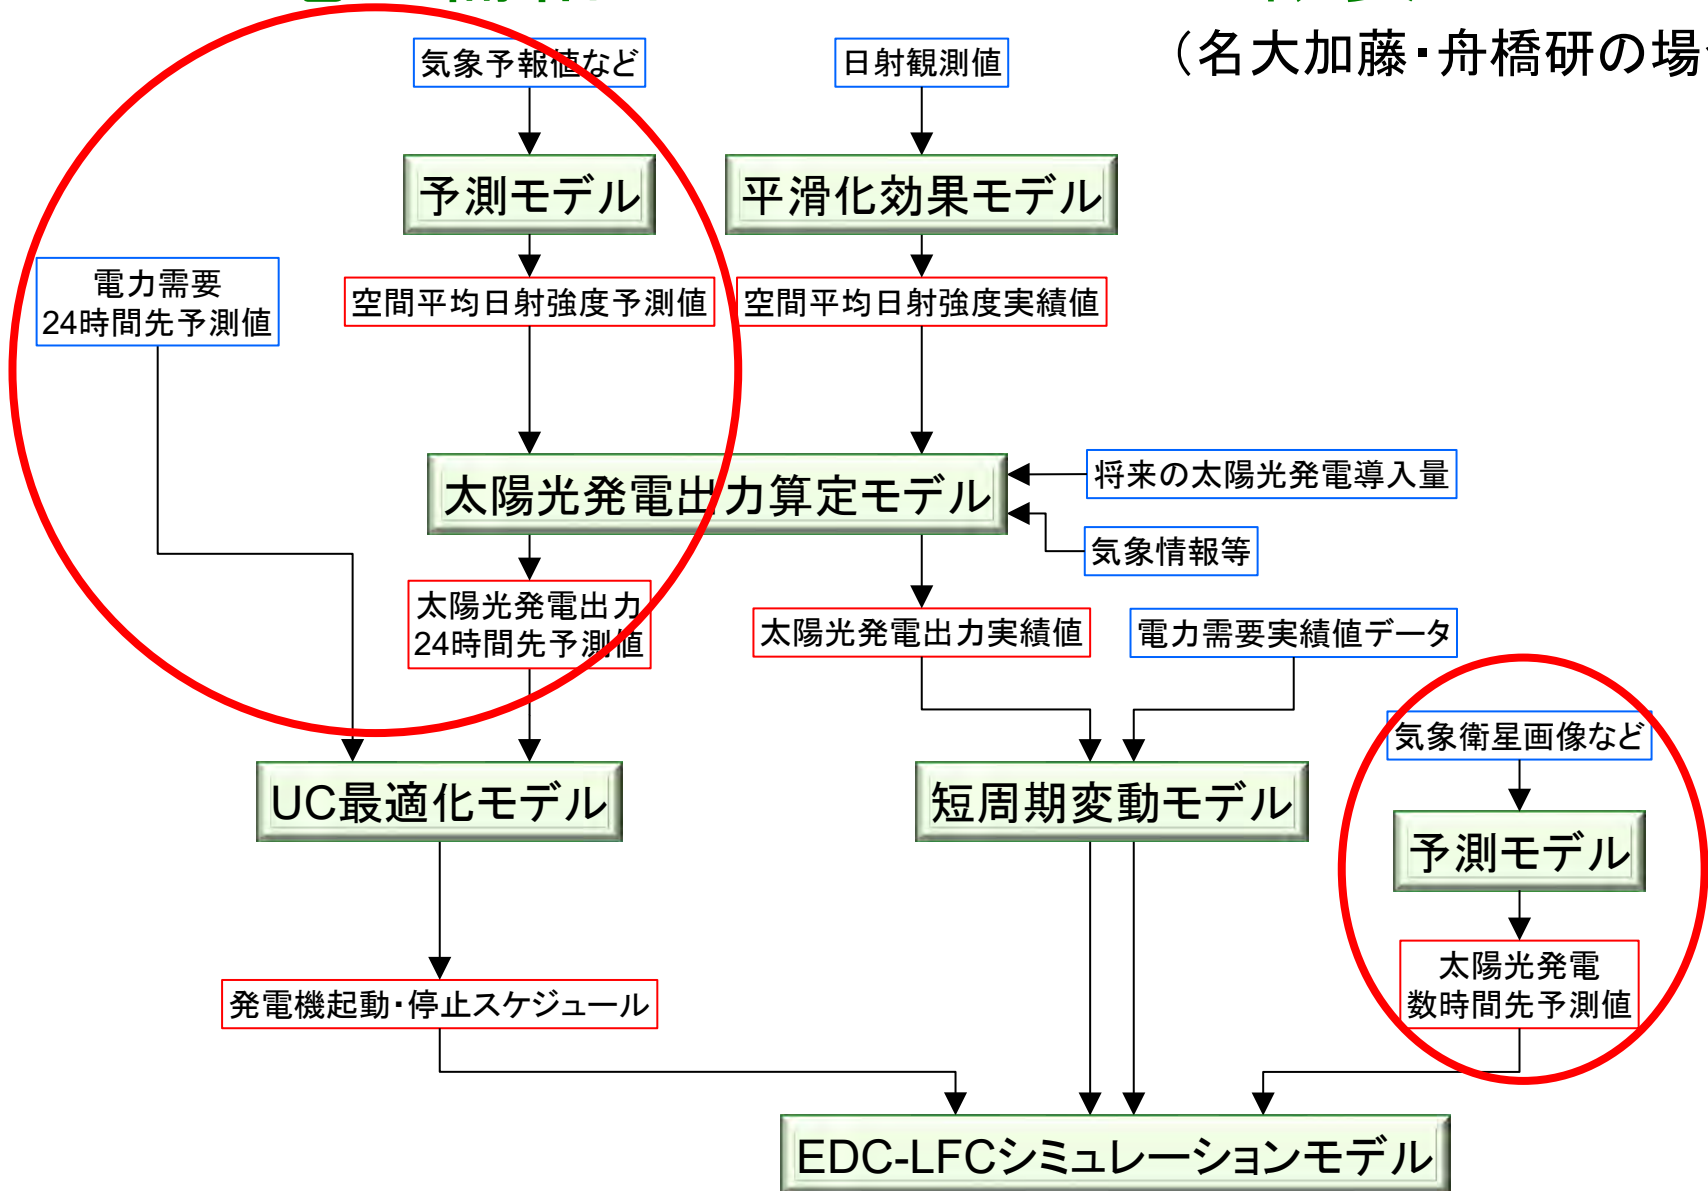 （名大加藤・舟橋研の場
気象予報値など
日射観測値
予測モデル
平滑化効果モデル
電力需要
24時間先予測値
空間平均日射強度予測値
空間平均日射強度実績値
太陽光発電出力算定モデル
将来の太陽光発電導入量
気象情報等
太陽光発電出力
24時間先予測値
太陽光発電出力実績値
電力需要実績値データ
気象衛星画像など
UC最適化モデル
短周期変動モデル
予測モデル
太陽光発電
数時間先予測値
発電機起動・停止スケジュール
EDC-LFCシミュレーションモデル